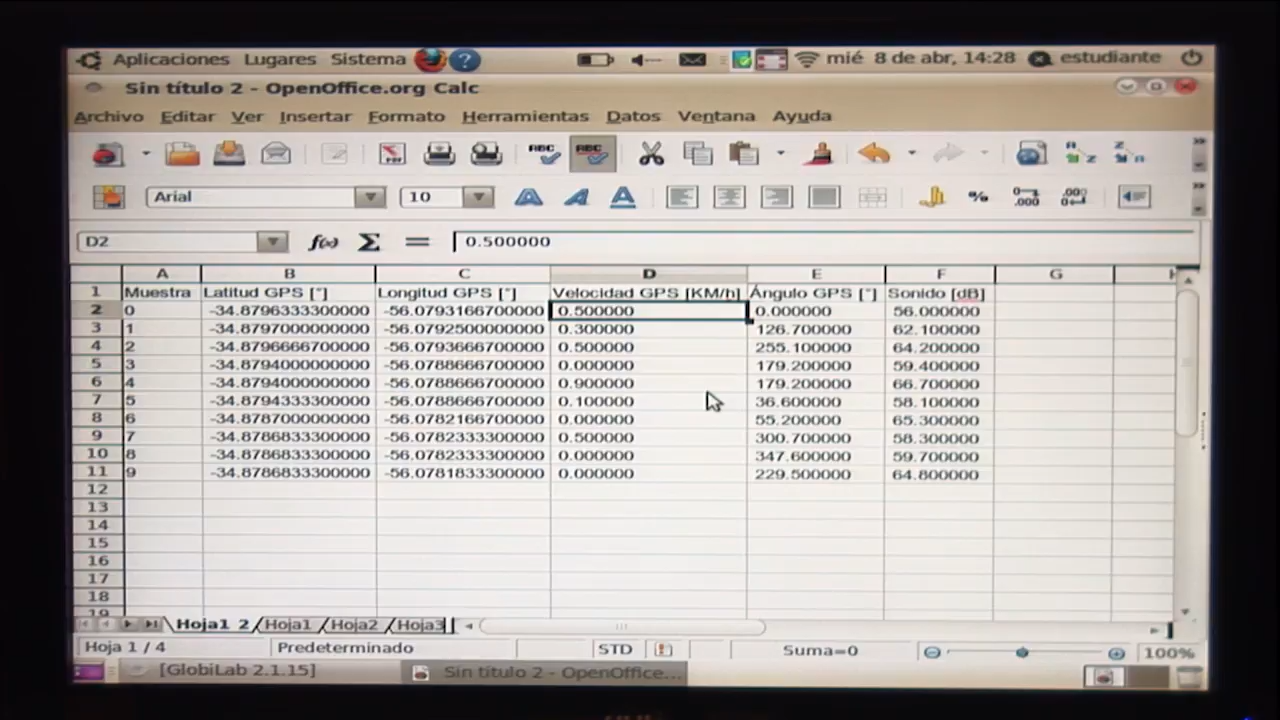 Aplicaciones Lugares Sistema ? mié 8 de abr, 14:28 estudiante
Sin título 2 - OpenOffice.org Calc
Archivo Editar Ver Insertar Formato Herramientas Datos Ventana Ayuda
Arial 10
D2 f(x) Σ = 0.500000
A B C D E F G H
1 Muestra Latitud GPS [°] Longitud GPS [°] Velocidad GPS [KM/h] Ángulo GPS [°] Sonido [dB]
2 0 -34.8796333300000 -56.0793166700000 0.500000 0.000000 56.000000
3 1 -34.8797000000000 -56.0792500000000 0.300000 126.700000 62.100000
4 2 -34.8796666700000 -56.0793666700000 0.500000 255.100000 64.200000
5 3 -34.8794000000000 -56.0788666700000 0.000000 179.200000 59.400000
6 4 -34.8794000000000 -56.0788666700000 0.900000 179.200000 66.700000
7 5 -34.8794333300000 -56.0788666700000 0.100000 36.600000 58.100000
8 6 -34.8787000000000 -56.0782166700000 0.000000 55.200000 65.300000
9 7 -34.8786833300000 -56.0782333300000 0.500000 300.700000 58.300000
10 8 -34.8786833300000 -56.0782333300000 0.000000 347.600000 59.700000
11 9 -34.8786833300000 -56.0781833300000 0.000000 229.500000 64.800000
12
13
14
15
16
17
18
19
Hoja1_2 Hoja1 Hoja2 Hoja3
Hoja 1 / 4 Predeterminado STD Suma=0 100%
[GlobiLab 2.1.15] Sin título 2 - OpenOffice...